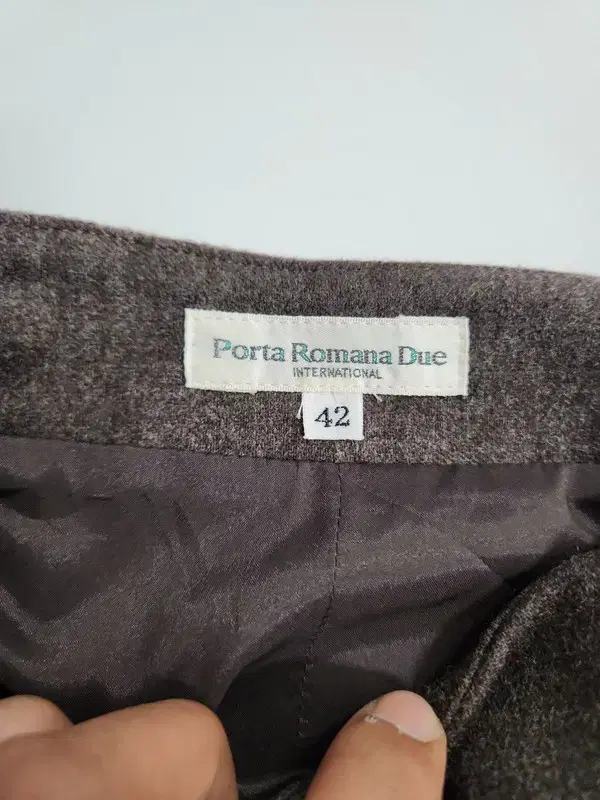 Porta Romana Due
INTERNATIONAL
42